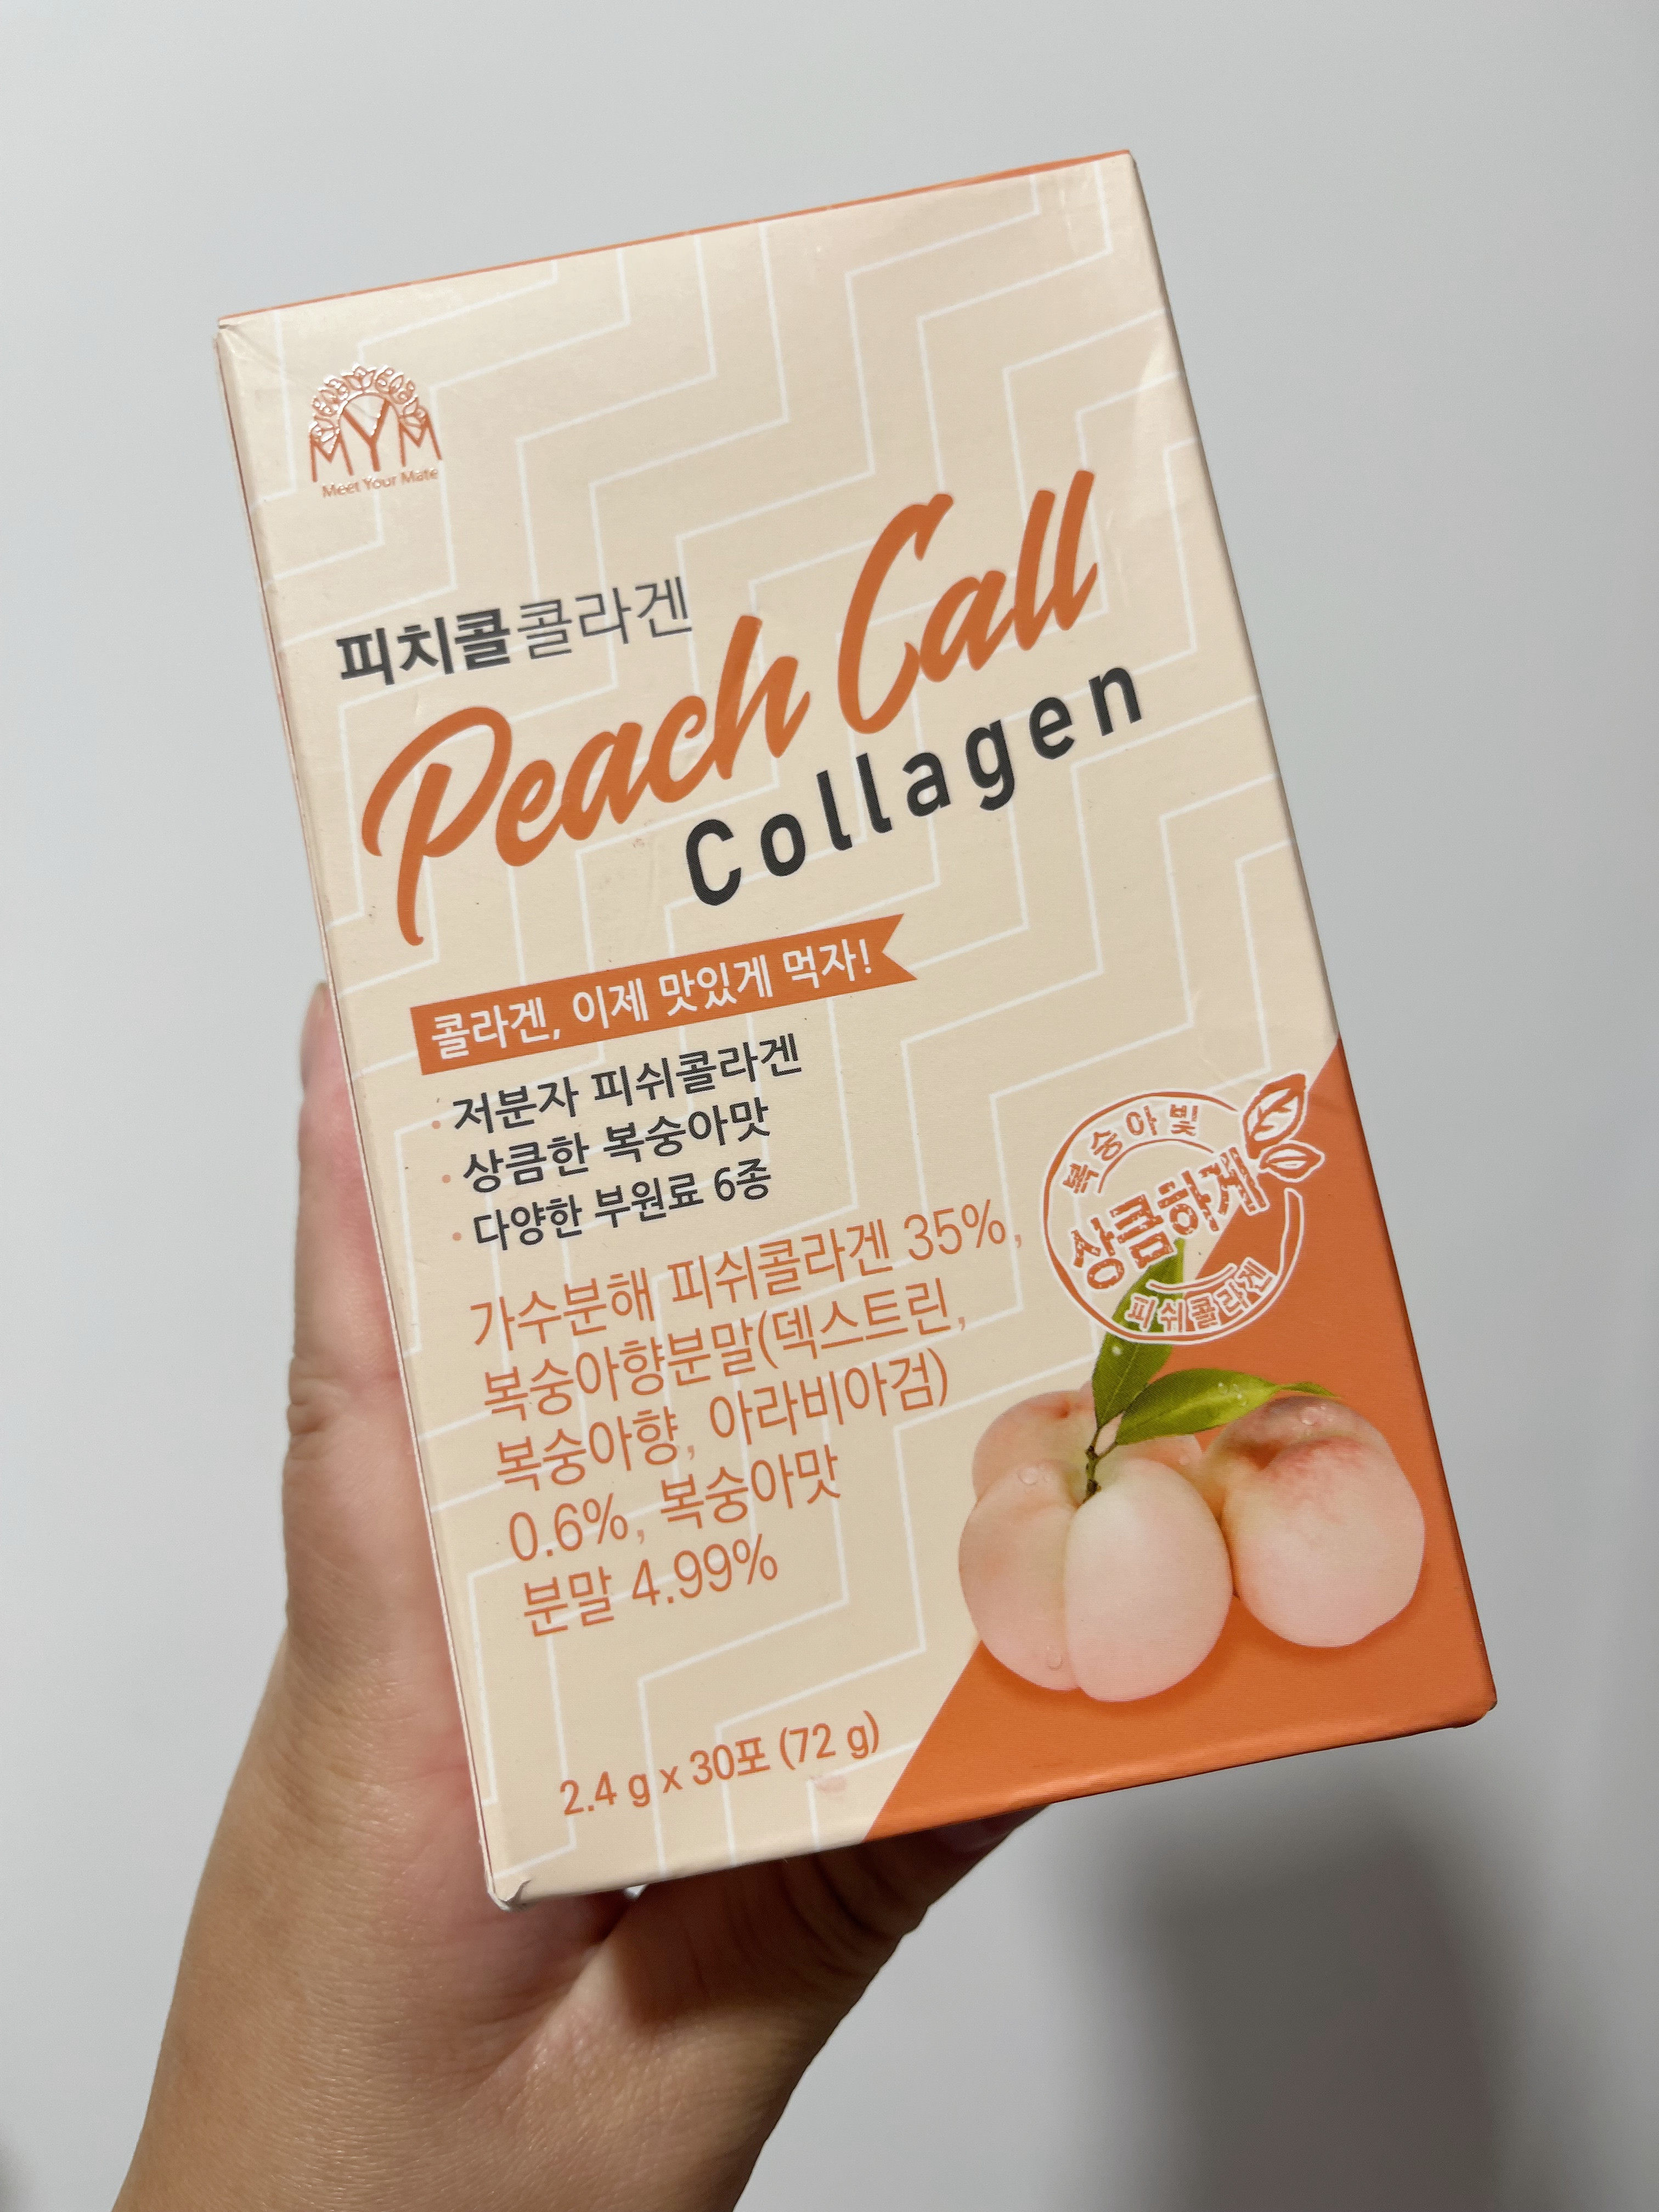 MYM
Meet Your Mate
피치콜콜라겐
Peach Call
Collagen
콜라겐, 이제 맛있게 먹자!
· 저분자 피쉬콜라겐
· 상큼한 복숭아맛
· 다양한 부원료 6종
가수분해 피쉬콜라겐 35%,
복숭아향분말(덱스트린,
복숭아향, 아라비아검)
0.6%, 복숭아맛
분말 4.99%
복숭아빛
상큼하게
피쉬콜라겐
2.4 g x 30포 (72 g)